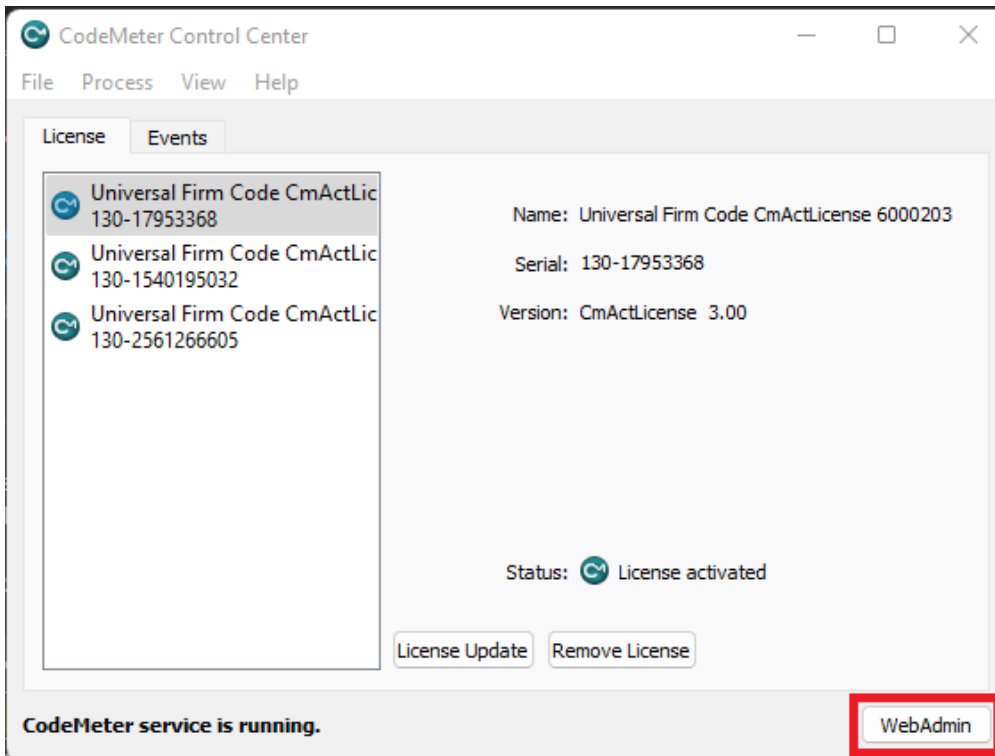 CodeMeter Control Center
File Process View Help
License Events
Universal Firm Code CmActLic
130-17953368
Universal Firm Code CmActLic
130-1540195032
Universal Firm Code CmActLic
130-2561266605
Name: Universal Firm Code CmActLicense 6000203
Serial: 130-17953368
Version: CmActLicense 3.00
Status: License activated
License Update Remove License
CodeMeter service is running.
WebAdmin